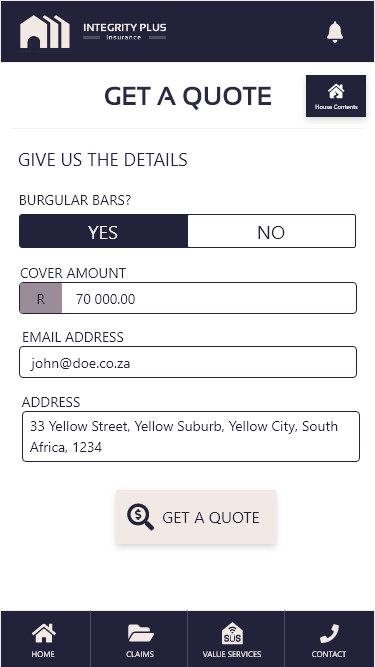 INTEGRITY PLUS
Insurance
GET A QUOTE
House Contents
GIVE US THE DETAILS
BURGULAR BARS?
YES NO
COVER AMOUNT
R 70 000.00
EMAIL ADDRESS
john@doe.co.za
ADDRESS
33 Yellow Street, Yellow Suburb, Yellow City, South
Africa, 1234
$ GET A QUOTE
SOS
HOME CLAIMS VALUE SERVICES CONTACT